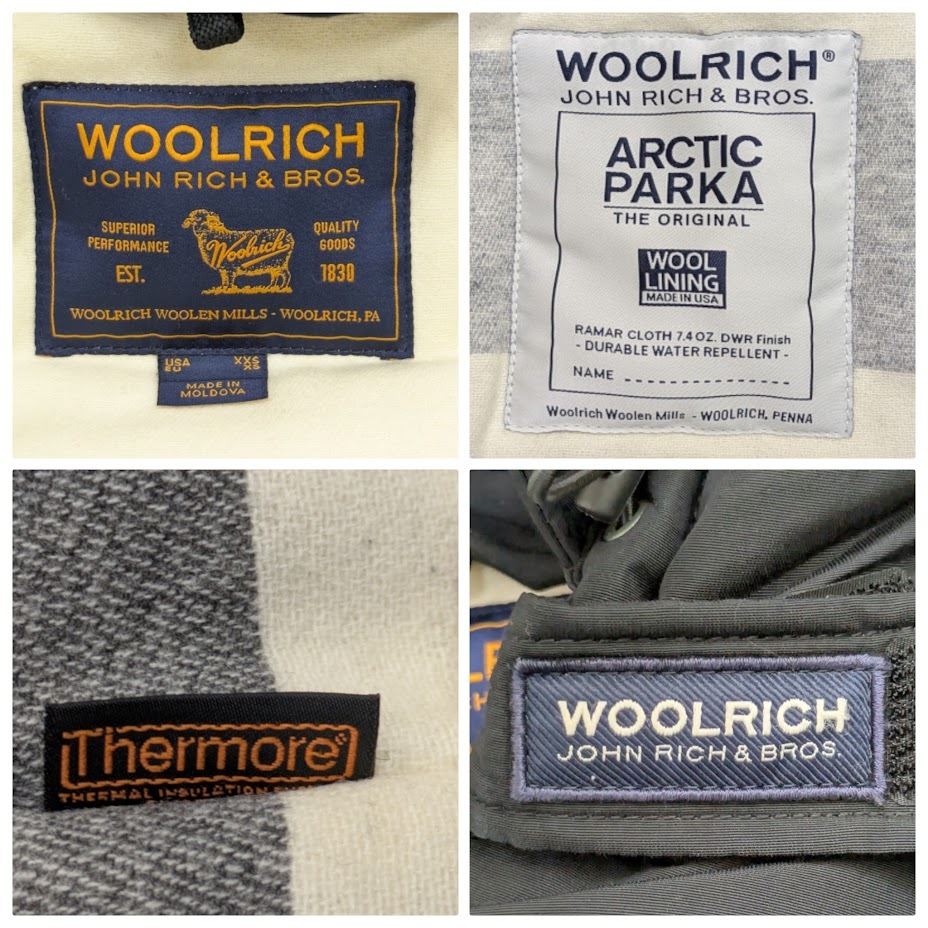 WOOLRICH
JOHN RICH & BROS.
SUPERIOR PERFORMANCE
Woolrich
QUALITY GOODS
EST.
1830
WOOLRICH WOOLEN MILLS - WOOLRICH, PA
USA XXS
EU XS
MADE IN
MOLDOVA
WOOLRICH®
JOHN RICH & BROS.
ARCTIC
PARKA
THE ORIGINAL
WOOL
LINING
MADE IN USA
RAMAR CLOTH 7.4 OZ. DWR Finish
- DURABLE WATER REPELLENT -
NAME
Woolrich Woolen Mills - WOOLRICH, PENNA
Thermore®
THERMAL INSULATION
WOOLRICH
JOHN RICH & BROS.